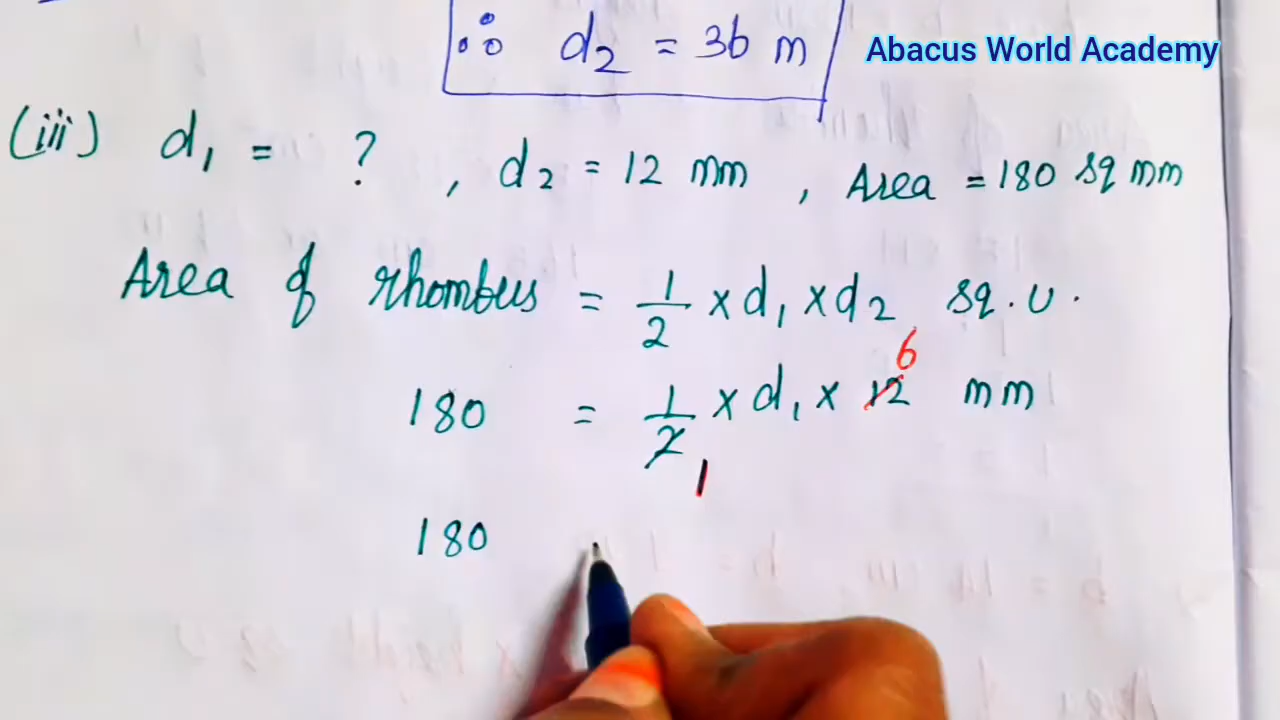 ∴ d₂ = 36 m
Abacus World Academy
(iii) d₁ = ? , d₂ = 12 mm , Area = 180 sq mm
Area of rhombus = 1/2 × d₁ × d₂ sq. u.
6
180 = 1/2 × d₁ × 12 mm
1
180